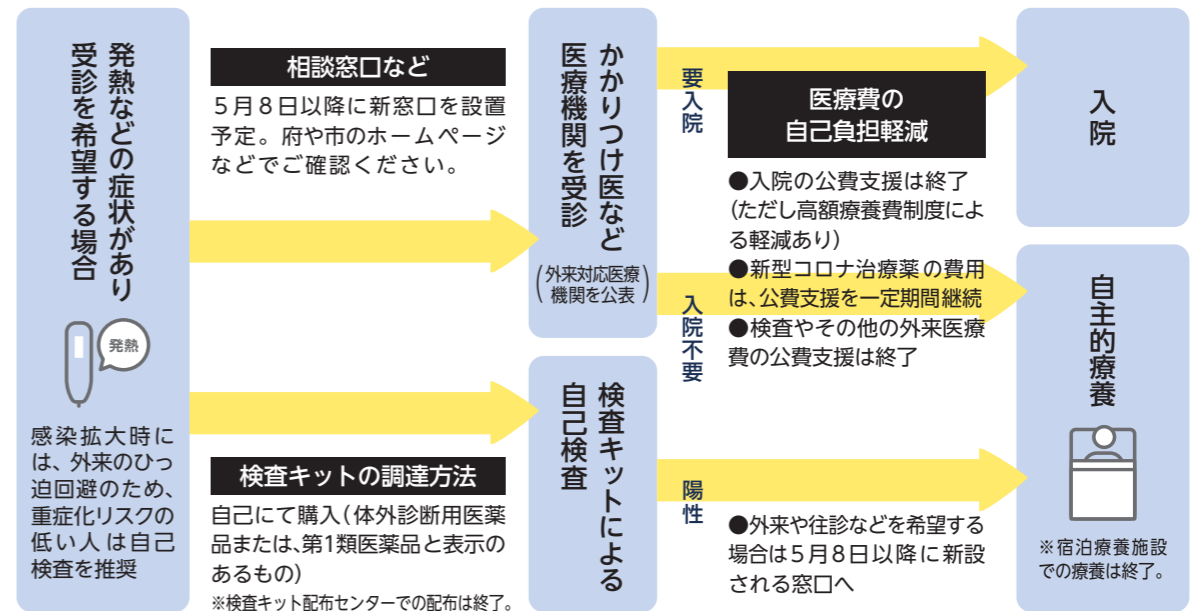 発熱などの症状があり
受診を希望する場合
発熱
感染拡大時に
は、外来のひっ
迫回避のため、
重症化リスクの
低い人は自己
検査を推奨
相談窓口など
5月8日以降に新窓口を設置
予定。府や市のホームページ
などでご確認ください。
検査キットの調達方法
自己にて購入(体外診断用医薬
品または、第1類医薬品と表示の
あるもの)
※検査キット配布センターでの配布は終了。
かかりつけ医など
医療機関を受診
(外来対応医療
機関を公表)
検査キットによる
自己検査
要入院
入院不要
陽性
医療費の
自己負担軽減
●入院の公費支援は終了
(ただし高額療養費制度によ
る軽減あり)
●新型コロナ治療薬の費用
は、公費支援を一定期間継続
●検査やその他の外来医療
費の公費支援は終了
●外来や往診などを希望する
場合は5月8日以降に新設
される窓口へ
入院
自主的療養
※宿泊療養施設
での療養は終了。